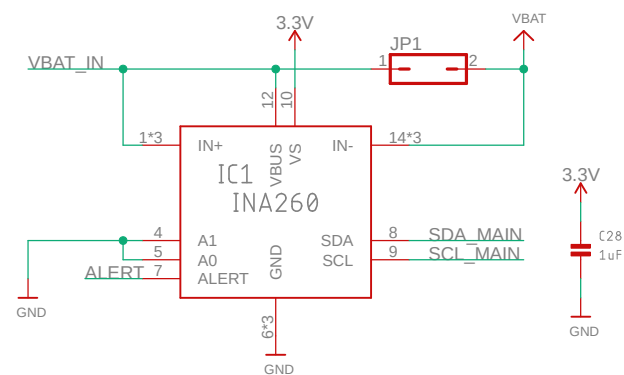 3.3V
VBAT
VBAT_IN
JP1
1
2
12
10
1*3
IN+
VBUS
VS
IN-
14*3
IC1
INA260
3.3V
4
A1
SDA
8
SDA_MAIN
C28
5
A0
SCL
9
SCL_MAIN
1uF
ALERT
7
ALERT
GND
GND
6*3
GND
GND